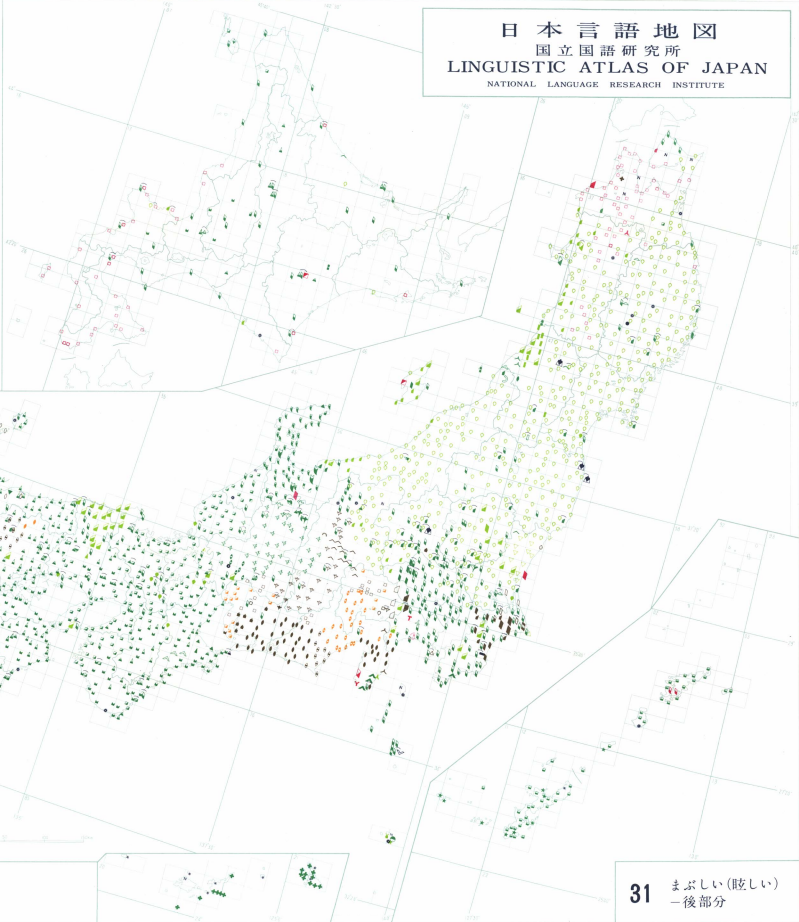 日本言語地図
国立国語研究所
LINGUISTIC ATLAS OF JAPAN
NATIONAL LANGUAGE RESEARCH INSTITUTE
31 まぶしい(眩しい)
—後部分